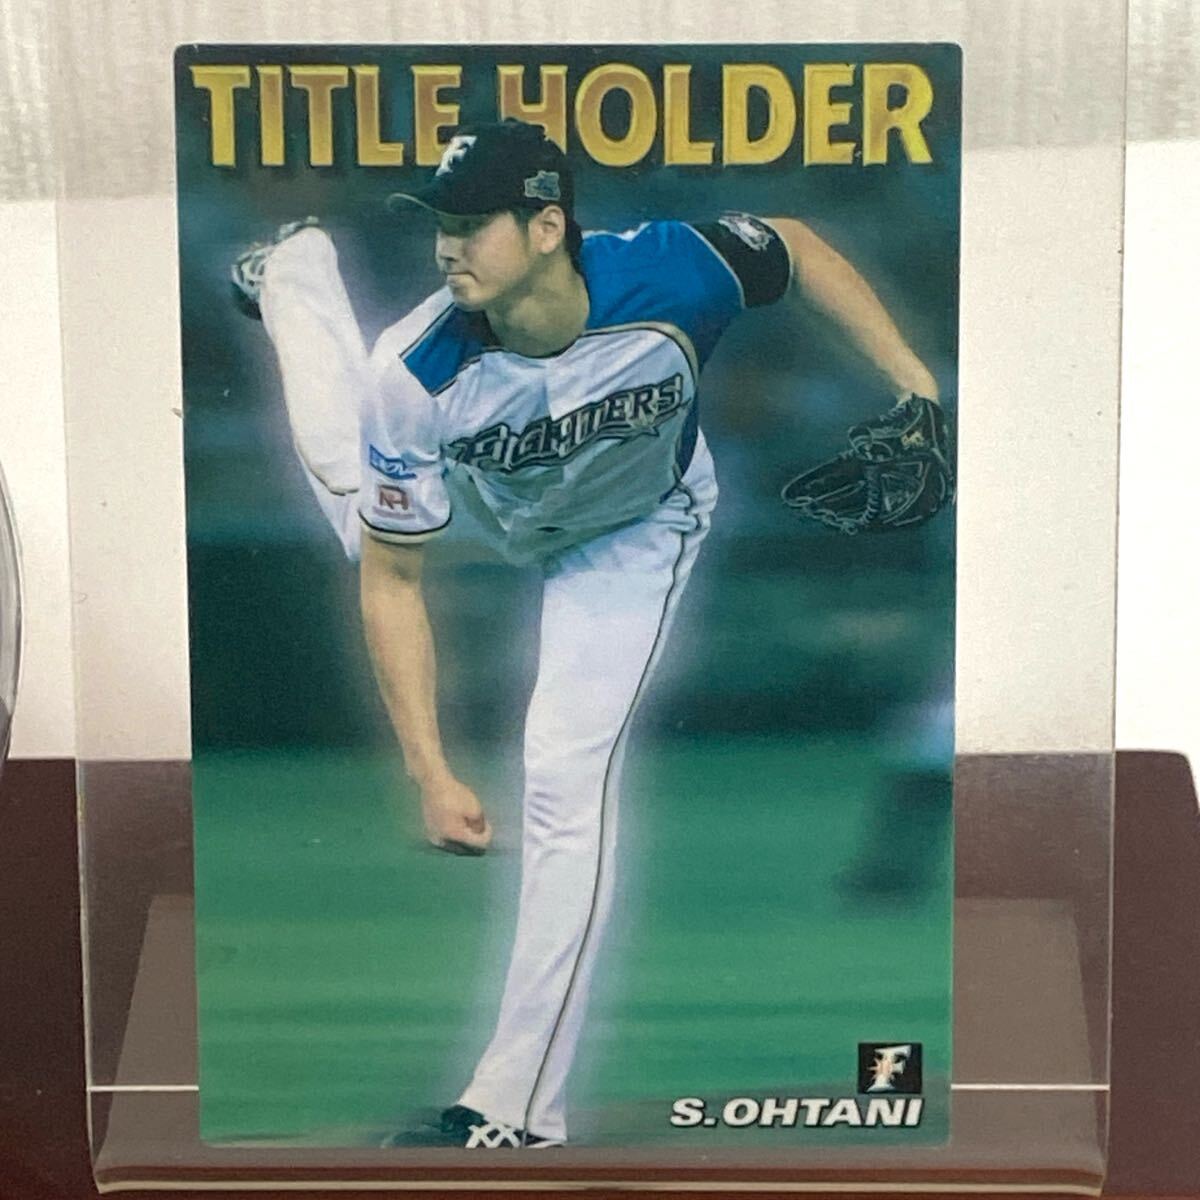 TITLE HOLDER
F
FIGHTERS
F
S.OHTANI